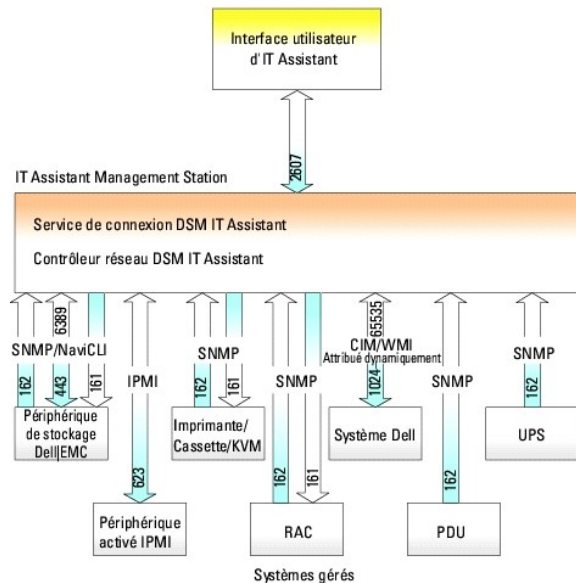 Interface utilisateur
d'IT Assistant
2607
IT Assistant Management Station
Service de connexion DSM IT Assistant
Contrôleur réseau DSM IT Assistant
6389
65535
SNMP/NaviCLI
IPMI
SNMP
SNMP
CIM/WMI
Attribué dynamiquement
SNMP
SNMP
162
443
161
162
161
1024
162
Périphérique
de stockage
Dell|EMC
Imprimante/
Cassette/KVM
Système Dell
UPS
623
162
161
162
Périphérique
activé IPMI
RAC
PDU
Systèmes gérés